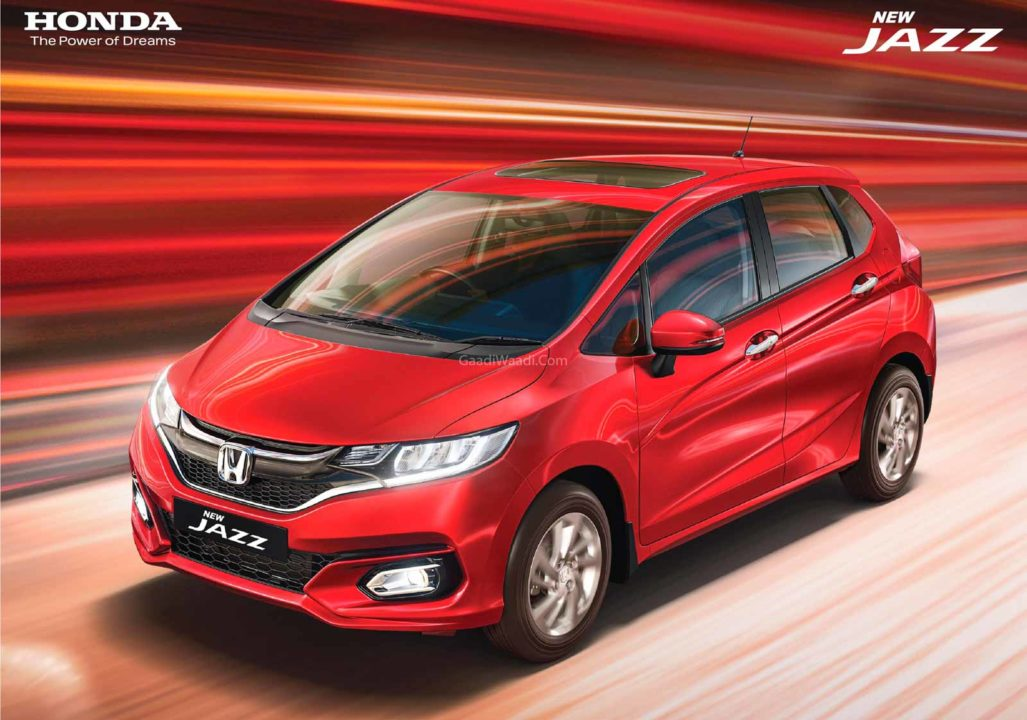 HONDA
The Power of Dreams
NEW
JAZZ
GaadiWaadi.Com
NEW
JAZZ